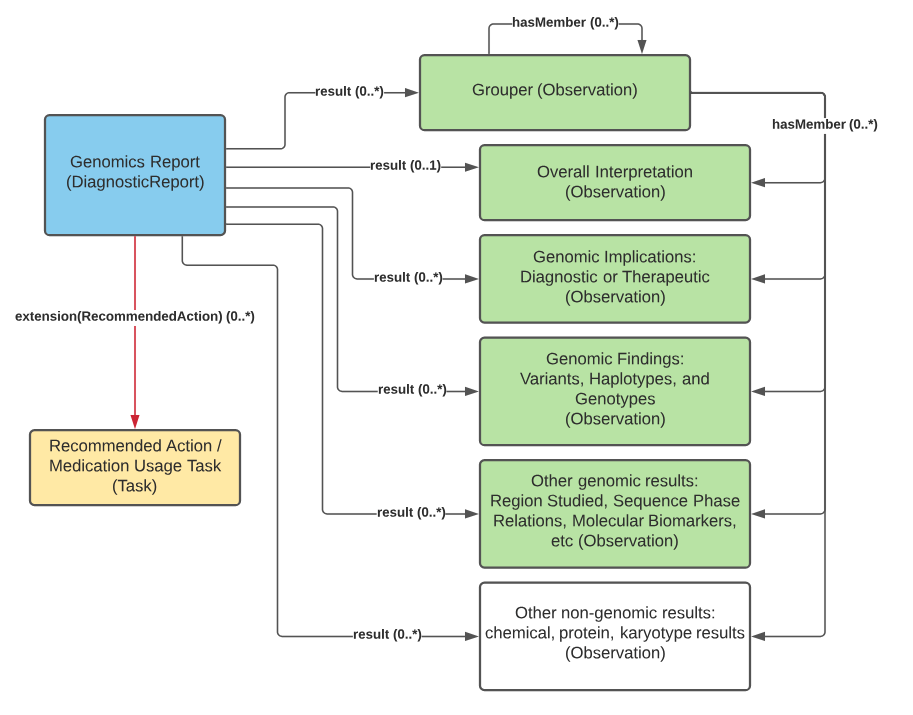 hasMember (0..*)
result (0..*)
Grouper (Observation)
hasMember (0..*)
Genomics Report
(DiagnosticReport)
result (0..1)
Overall Interpretation
(Observation)
result (0..*)
Genomic Implications:
Diagnostic or Therapeutic
(Observation)
extension(RecommendedAction) (0..*)
result (0..*)
Genomic Findings:
Variants, Haplotypes, and
Genotypes
(Observation)
Recommended Action /
Medication Usage Task
(Task)
result (0..*)
Other genomic results:
Region Studied, Sequence Phase
Relations, Molecular Biomarkers,
etc (Observation)
result (0..*)
Other non-genomic results:
chemical, protein, karyotype results
(Observation)